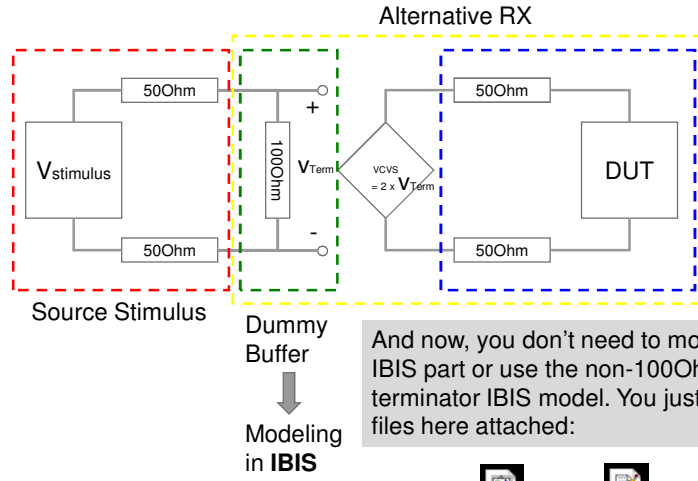 Alternative RX
50Ohm
50Ohm
+
Vstimulus
100Ohm
VTerm
VCVS
= 2 x VTerm
DUT
-
50Ohm
50Ohm
Source Stimulus
Dummy
Buffer
Modeling
in IBIS
And now, you don't need to mo
IBIS part or use the non-100Oh
terminator IBIS model. You just
files here attached: